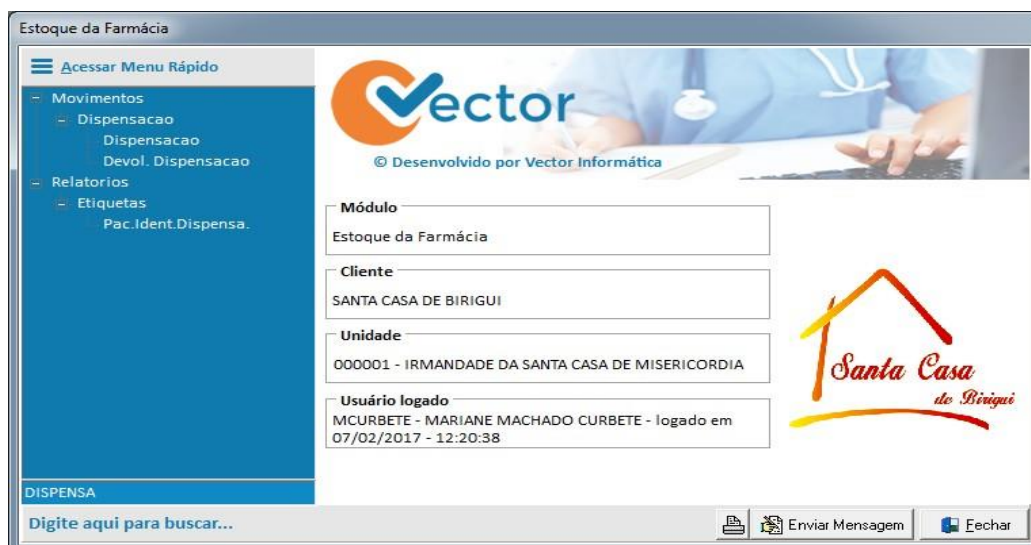 Estoque da Farmácia
Acessar Menu Rápido
Movimentos
Dispensacao
Dispensacao
Devol. Dispensacao
Relatorios
Etiquetas
Pac.Ident.Dispensa.
DISPENSA
Digite aqui para buscar...
Vector
© Desenvolvido por Vector Informática
Módulo
Estoque da Farmácia
Cliente
SANTA CASA DE BIRIGUI
Unidade
000001 - IRMANDADE DA SANTA CASA DE MISERICORDIA
Usuário logado
MCURBETE - MARIANE MACHADO CURBETE - logado em
07/02/2017 - 12:20:38
Santa Casa
de Birigui
Enviar Mensagem
Fechar